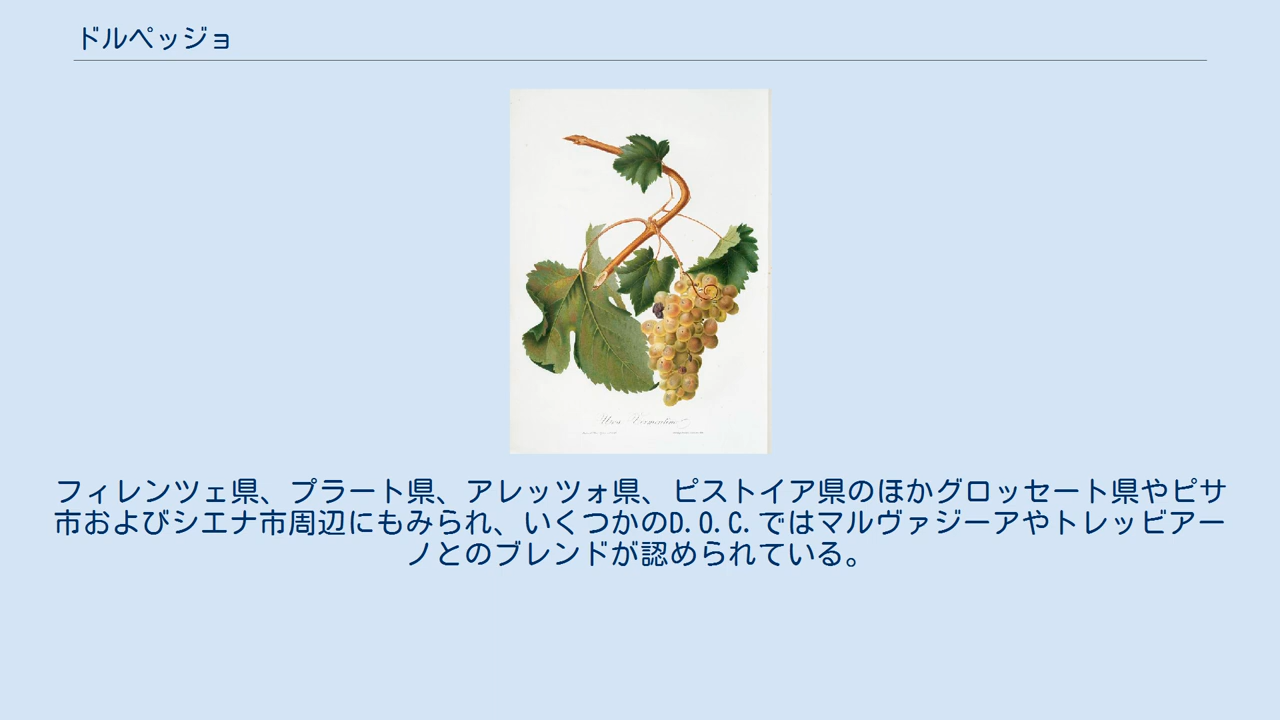 ドルペッジョ
フィレンツェ県、プラート県、アレッツォ県、ピストイア県のほかグロッセート県やピサ
市およびシエナ市周辺にもみられ、いくつかのD.O.C.ではマルヴァジーアやトレッビアー
ノとのブレンドが認められている。